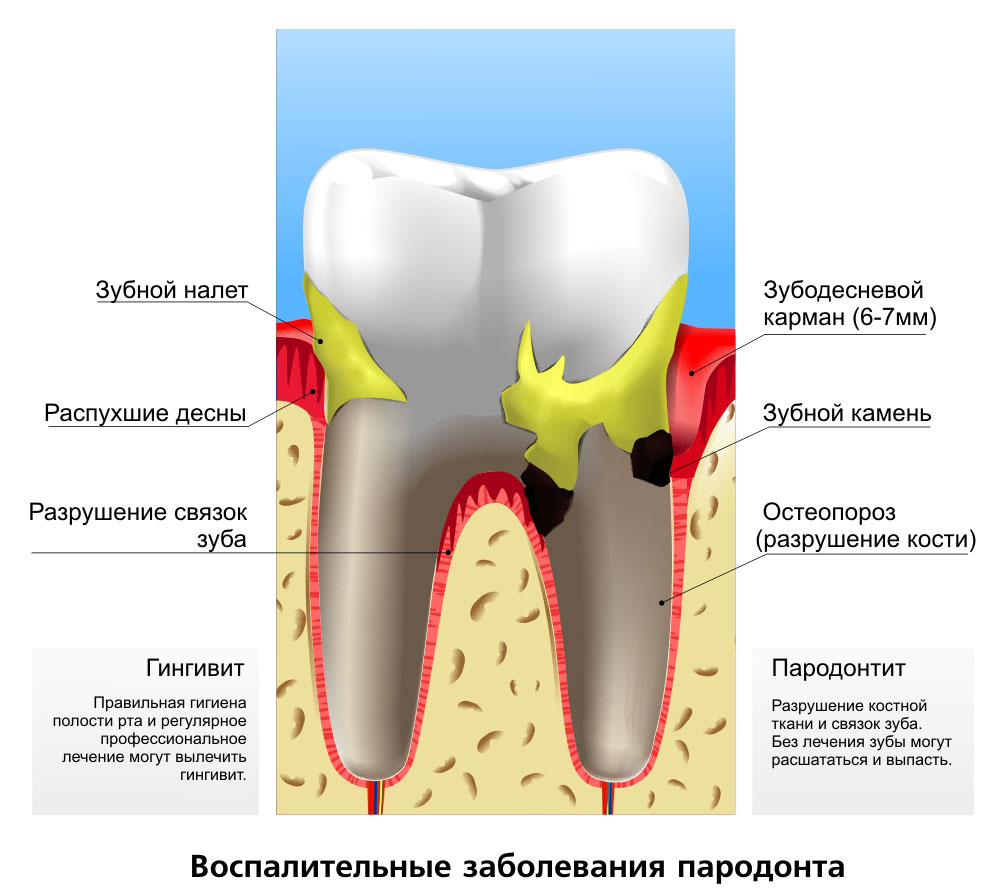 Зубной налет
Распухшие десны
Разрушение связок
зуба
Гингивит
Правильная гигиена
полости рта и регулярное
профессиональное
лечение могут вылечить
гингивит.
Зубодесневой
карман (6-7мм)
Зубной камень
Остеопороз
(разрушение кости)
Пародонтит
Разрушение костной
ткани и связок зуба.
Без лечения зубы могут
расшататься и выпасть.
Воспалительные заболевания пародонта